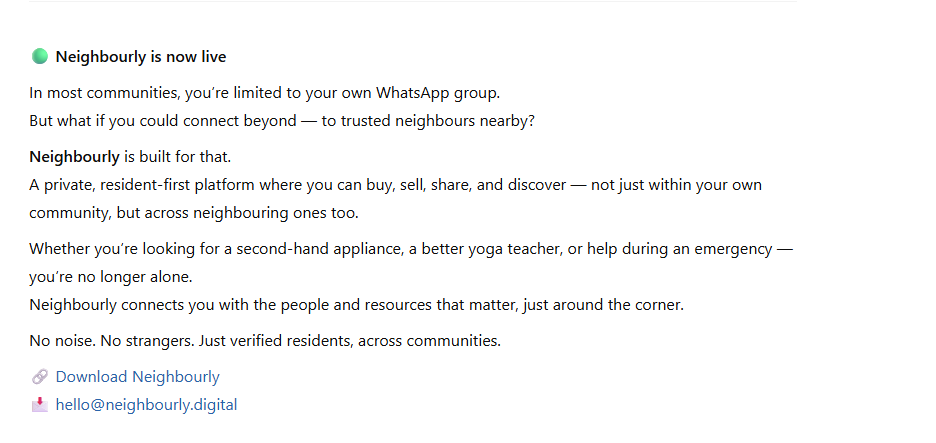 🟢 Neighbourly is now live
In most communities, you’re limited to your own WhatsApp group.
But what if you could connect beyond — to trusted neighbours nearby?
Neighbourly is built for that.
A private, resident-first platform where you can buy, sell, share, and discover — not just within your own
community, but across neighbouring ones too.
Whether you’re looking for a second-hand appliance, a better yoga teacher, or help during an emergency —
you’re no longer alone.
Neighbourly connects you with the people and resources that matter, just around the corner.
No noise. No strangers. Just verified residents, across communities.
🔗 Download Neighbourly
📩 hello@neighbourly.digital